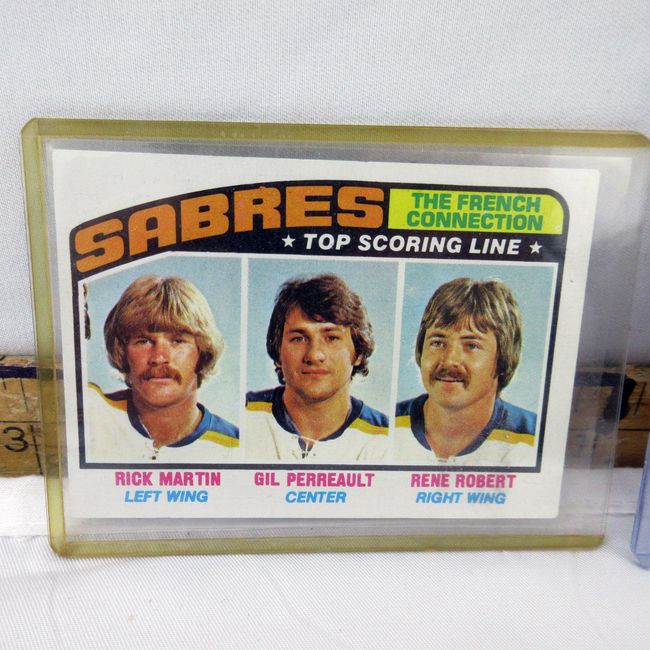 SABRES
THE FRENCH
CONNECTION
★ TOP SCORING LINE ★
RICK MARTIN
GIL PERREAULT
RENE ROBERT
LEFT WING
CENTER
RIGHT WING
3